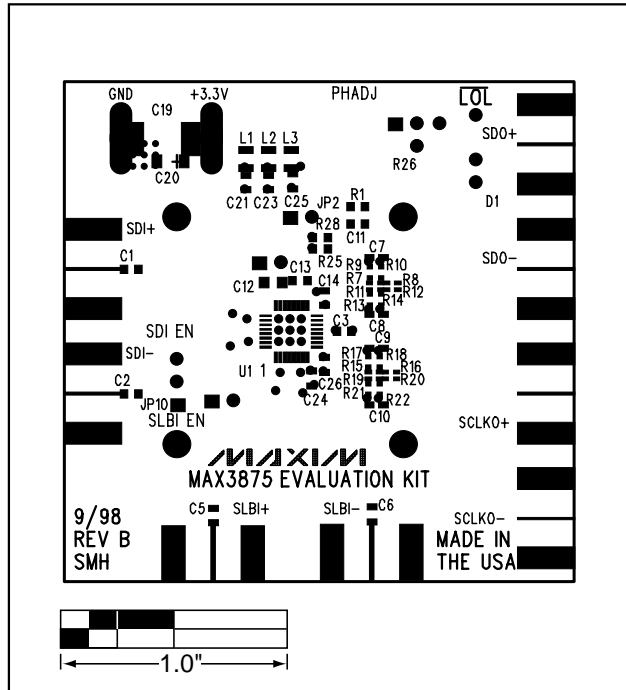 GND
C19
+3.3V
PHADJ
LOL
SDO+
C20
L1 L2 L3
R26
C21 C23 C25
JP2
R1
D1
SDI+
R28
C11
C1
R25
C7
SDO-
R9 R10
C13
C12
C14
R7 R8
R11 R12
R13 R14
C3
C8
SDI EN
C9
SDI-
R17 R18
U1 1
R15 R16
C26
R19 R20
C2
C24
R21 R22
JP10
C10
SLBI EN
SCLKO+
MAXIM
MAX3875 EVALUATION KIT
9/98
REV B
SMH
C5
SLBI+
SLBI-
C6
SCLKO-
MADE IN
THE USA
1.0"